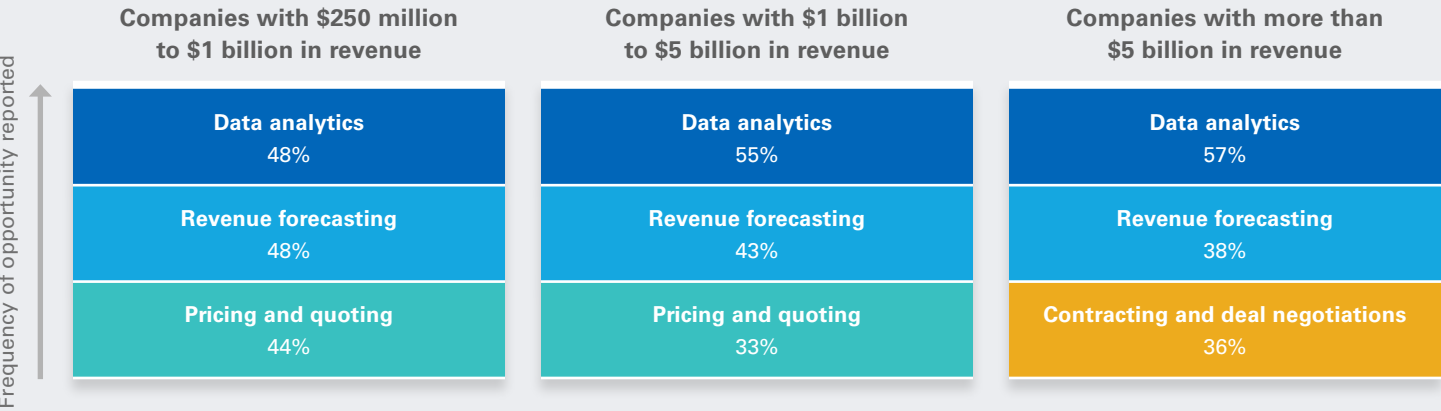 Frequency of opportunity reported
Companies with $250 million
to $1 billion in revenue
Data analytics
48%
Revenue forecasting
48%
Pricing and quoting
44%
Companies with $1 billion
to $5 billion in revenue
Data analytics
55%
Revenue forecasting
43%
Pricing and quoting
33%
Companies with more than
$5 billion in revenue
Data analytics
57%
Revenue forecasting
38%
Contracting and deal negotiations
36%